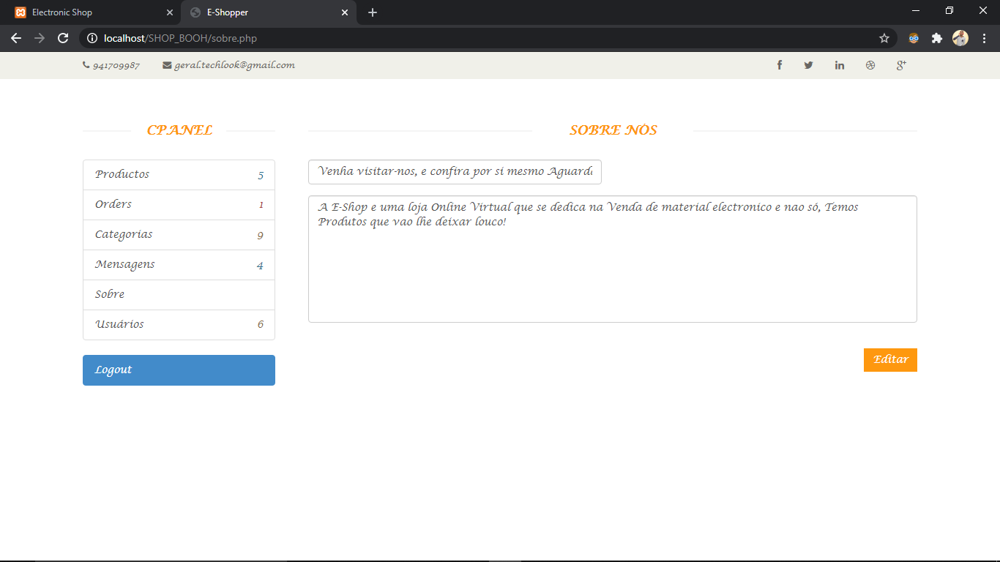 Electronic Shop
E-Shopper
localhost/SHOP_BOOH/sobre.php
941709987 geral.techlook@gmail.com
CPANEL
Productos 5
Orders 1
Categorias 9
Mensagens 4
Sobre
Usuários 6
Logout
SOBRE NÓS
Venha visitar-nos, e confira por si mesmo
A E-Shop e uma loja Online Virtual que se dedica na Venda de material electronico e nao só, Temos
Produtos que vao lhe deixar louco!
Editar